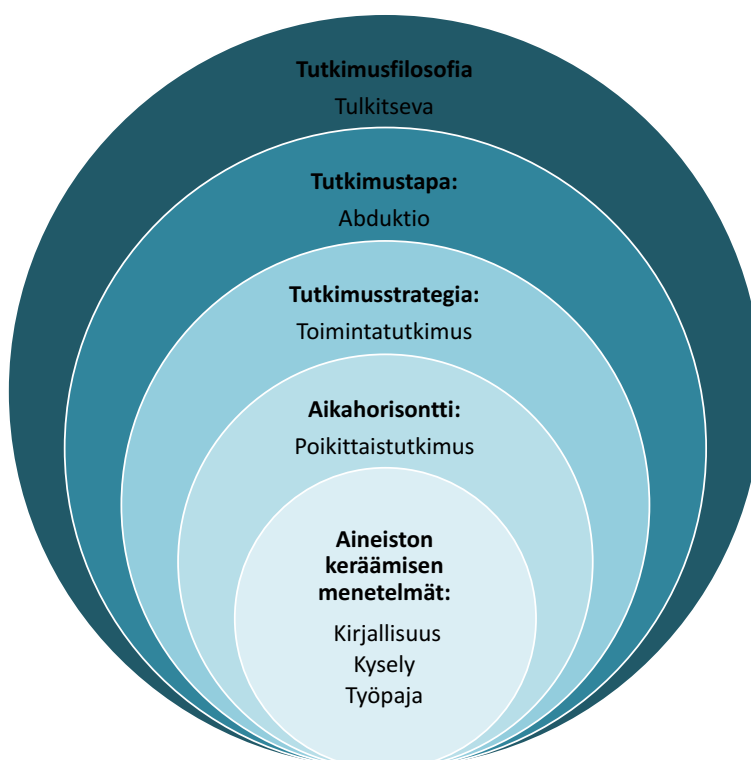 Tutkimusfilosofia
Tulkitseva
Tutkimustapa:
Abduktio
Tutkimusstrategia:
Toimintatutkimus
Aikahorisontti:
Poikittaistutkimus
Aineiston
keräämisen
menetelmät:
Kirjallisuus
Kysely
Työpaja